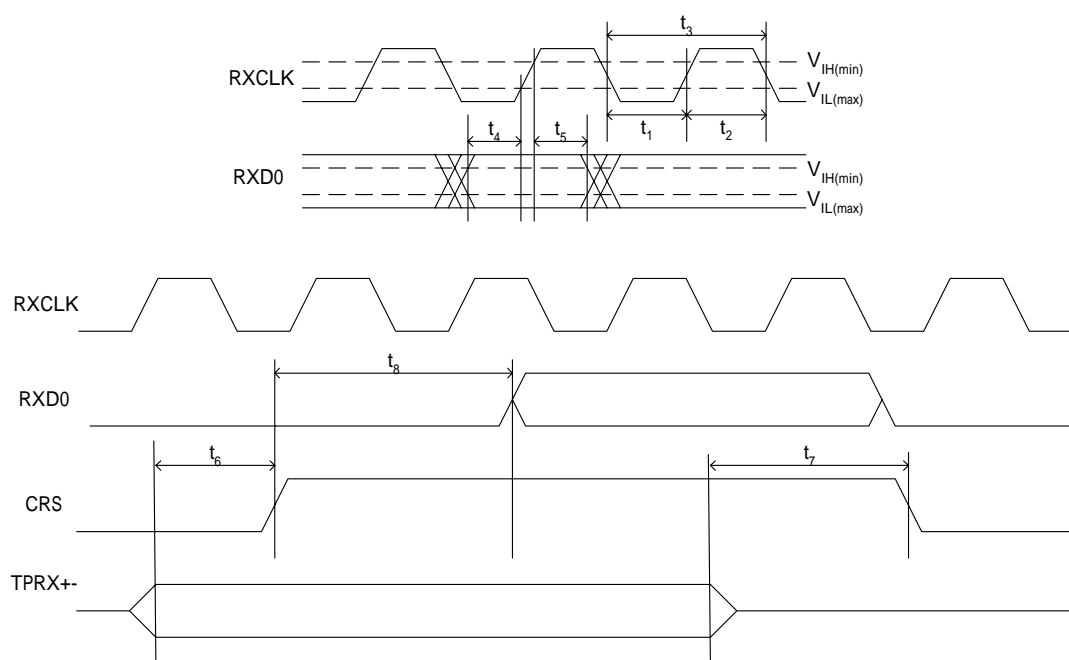 t3
RXCLK
VIH(min)
VIL(max)
t4
t5
t1
t2
RXD0
VIH(min)
VIL(max)
RXCLK
RXD0
t8
t6
t7
CRS
TPRX+-